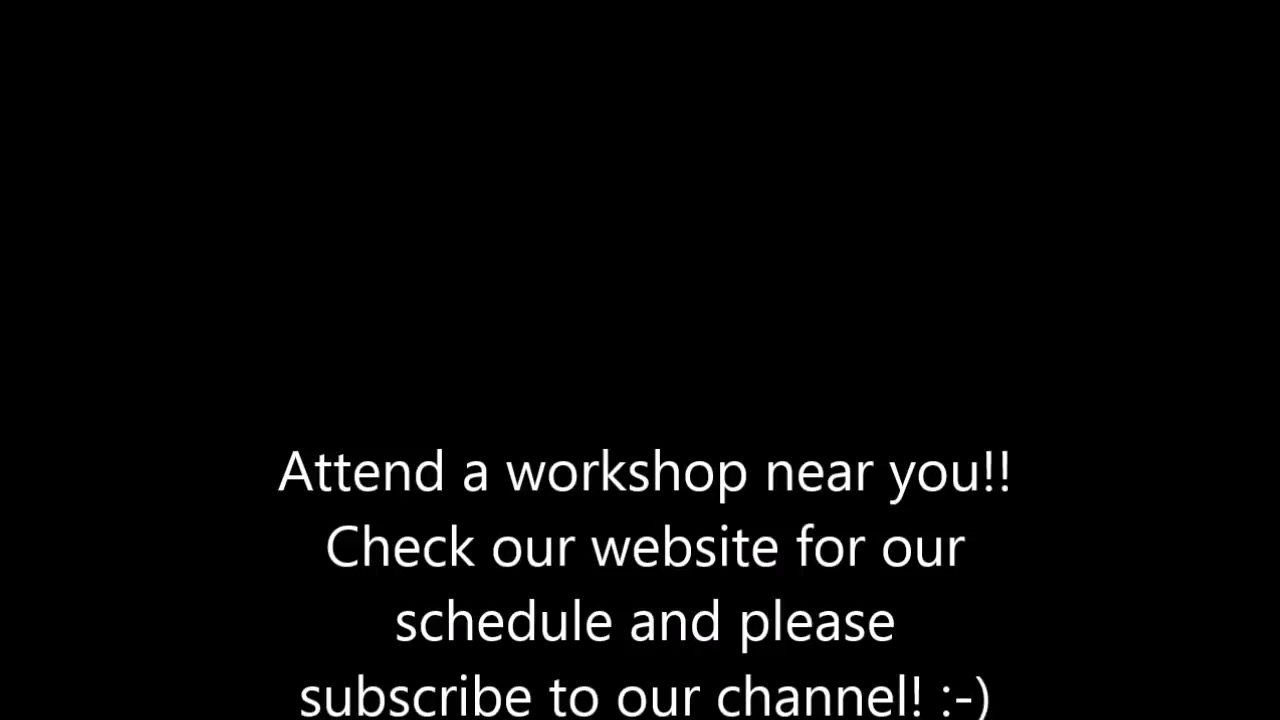 Attend a workshop near you!!
Check our website for our
schedule and please
subscribe to our channel! :-)